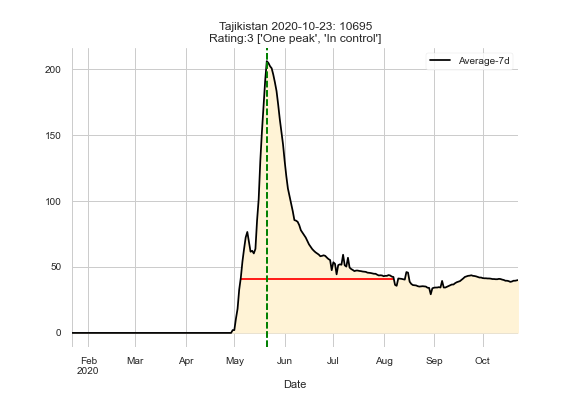 Tajikistan 2020-10-23: 10695
Rating:3 ['One peak', 'In control']
Average-7d
200
150
100
50
0
Feb Mar Apr May Jun Jul Aug Sep Oct
2020
Date